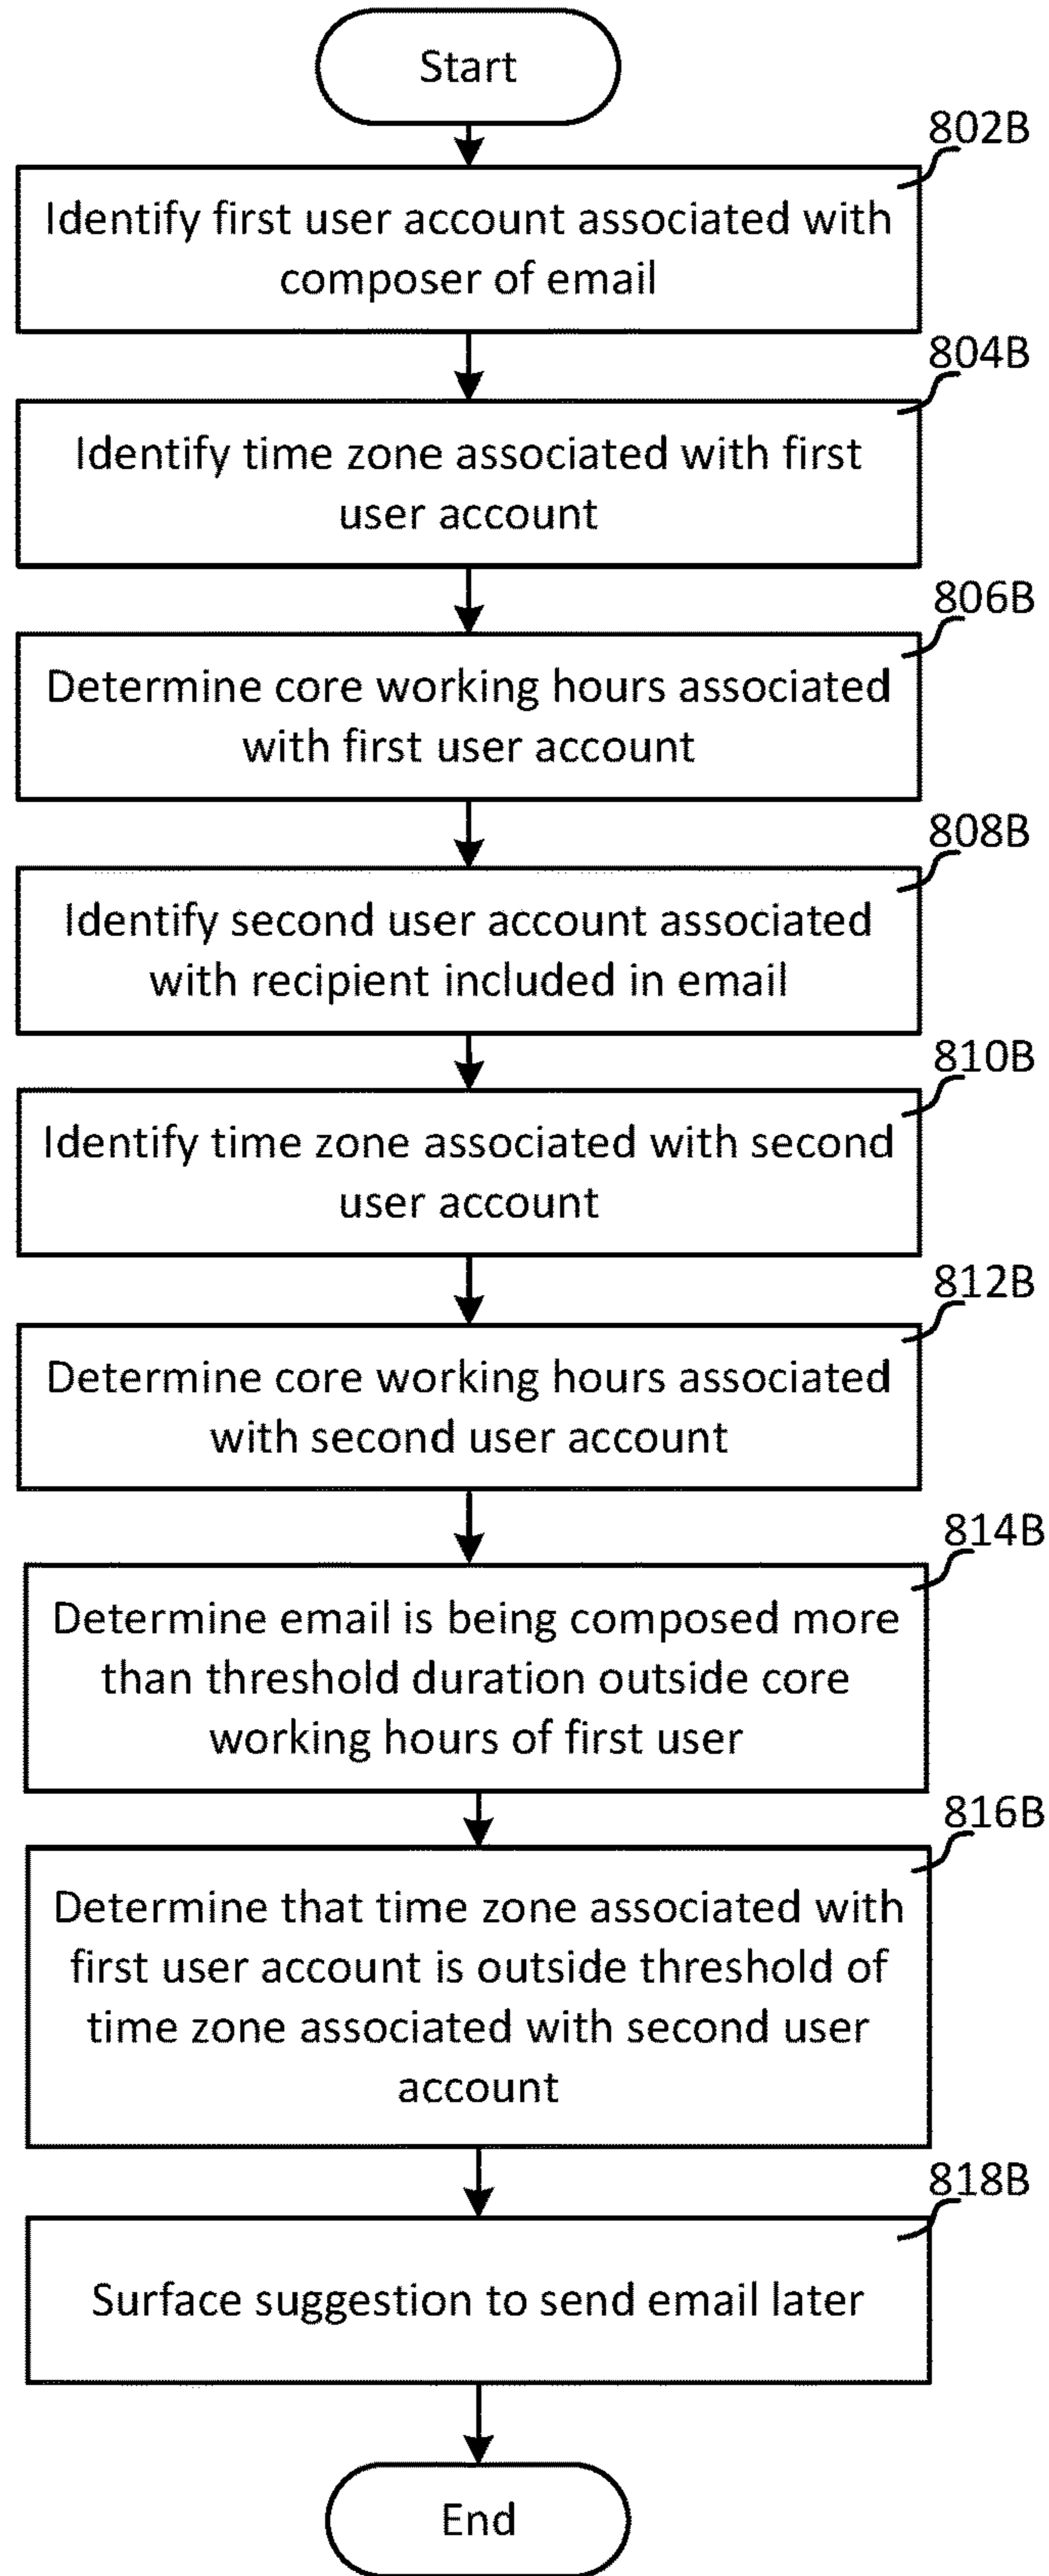 Start
802B
Identify first user account associated with
composer of email
804B
Identify time zone associated with first
user account
806B
Determine core working hours associated
with first user account
808B
Identify second user account associated
with recipient included in email
810B
Identify time zone associated with second
user account
812B
Determine core working hours associated
with second user account
814B
Determine email is being composed more
than threshold duration outside core
working hours of first user
816B
Determine that time zone associated with
first user account is outside threshold of
time zone associated with second user
account
818B
Surface suggestion to send email later
End